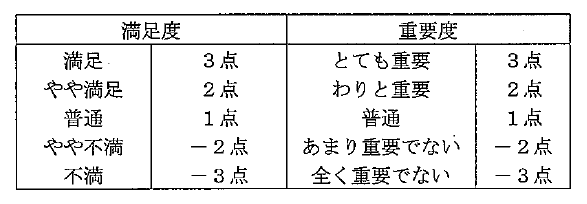 満足度 重要度
満足 3点 とても重要 3点
やや満足 2点 わりと重要 2点
普通 1点 普通 1点
やや不満 －2点 あまり重要でない －2点
不満 －3点 全く重要でない －3点